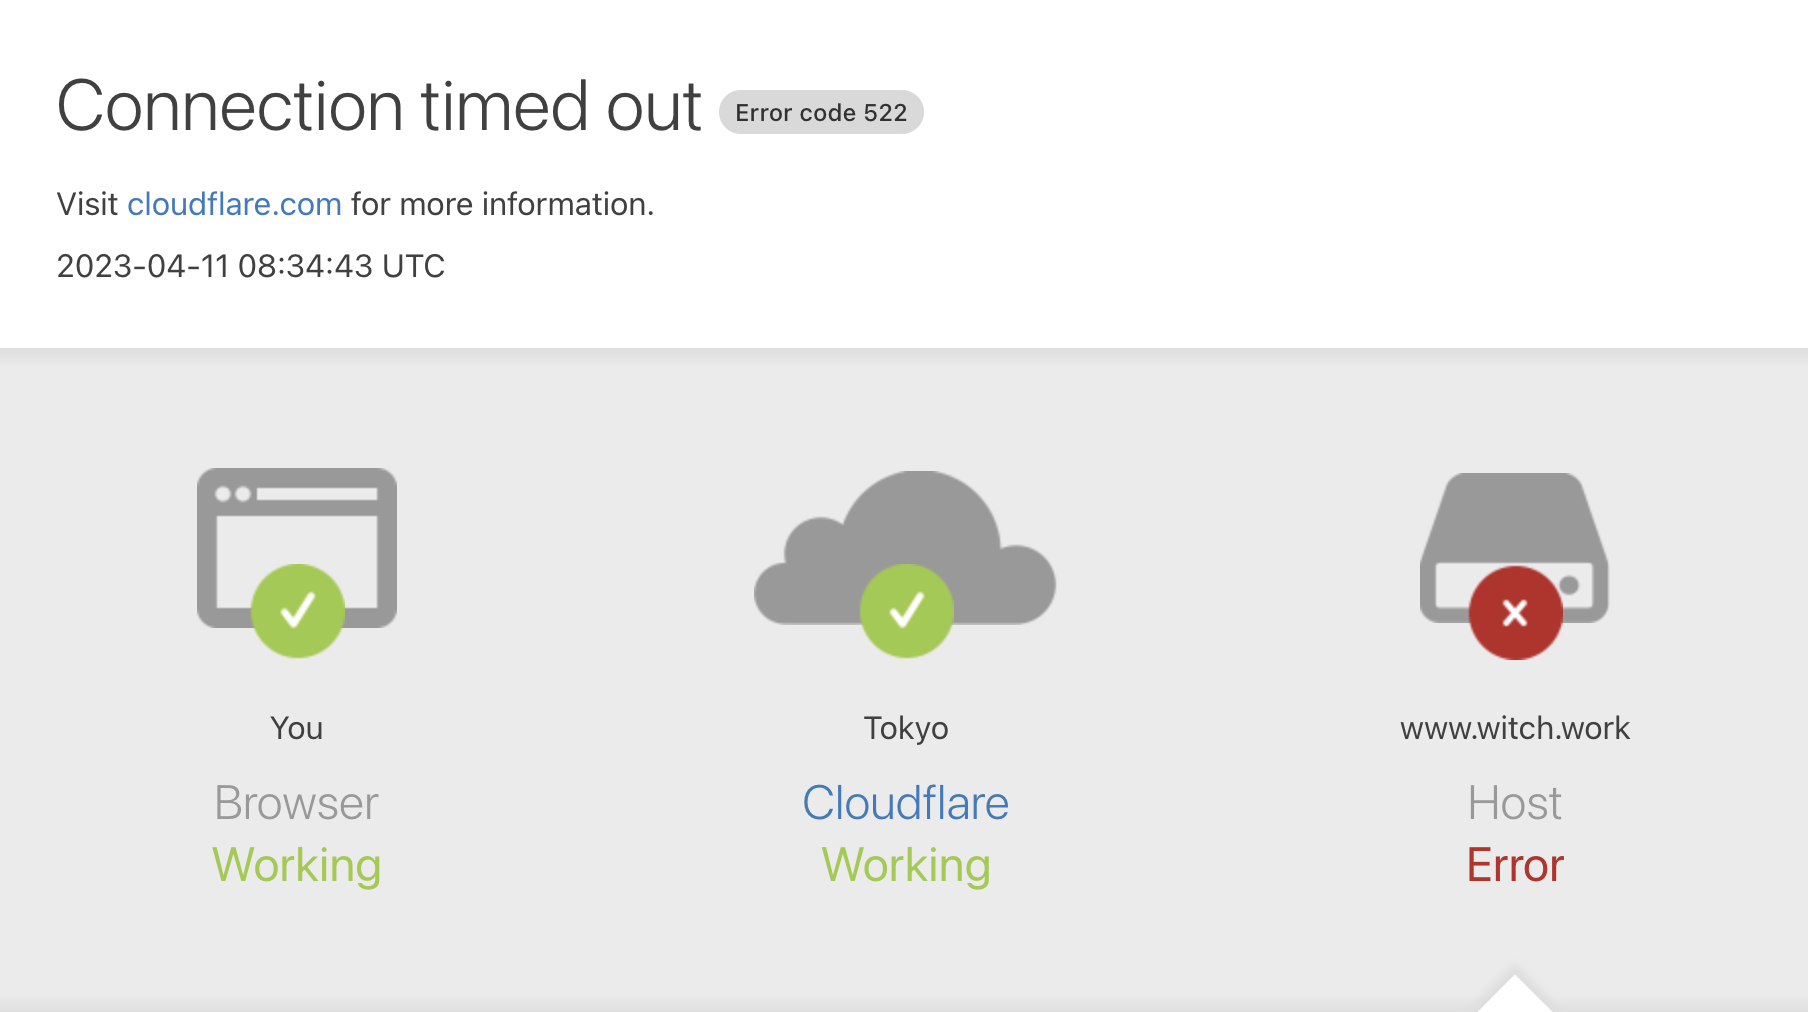 Connection timed out Error code 522
Visit cloudflare.com for more information.
2023-04-11 08:34:43 UTC
You
Browser
Working
Tokyo
Cloudflare
Working
www.witch.work
Host
Error